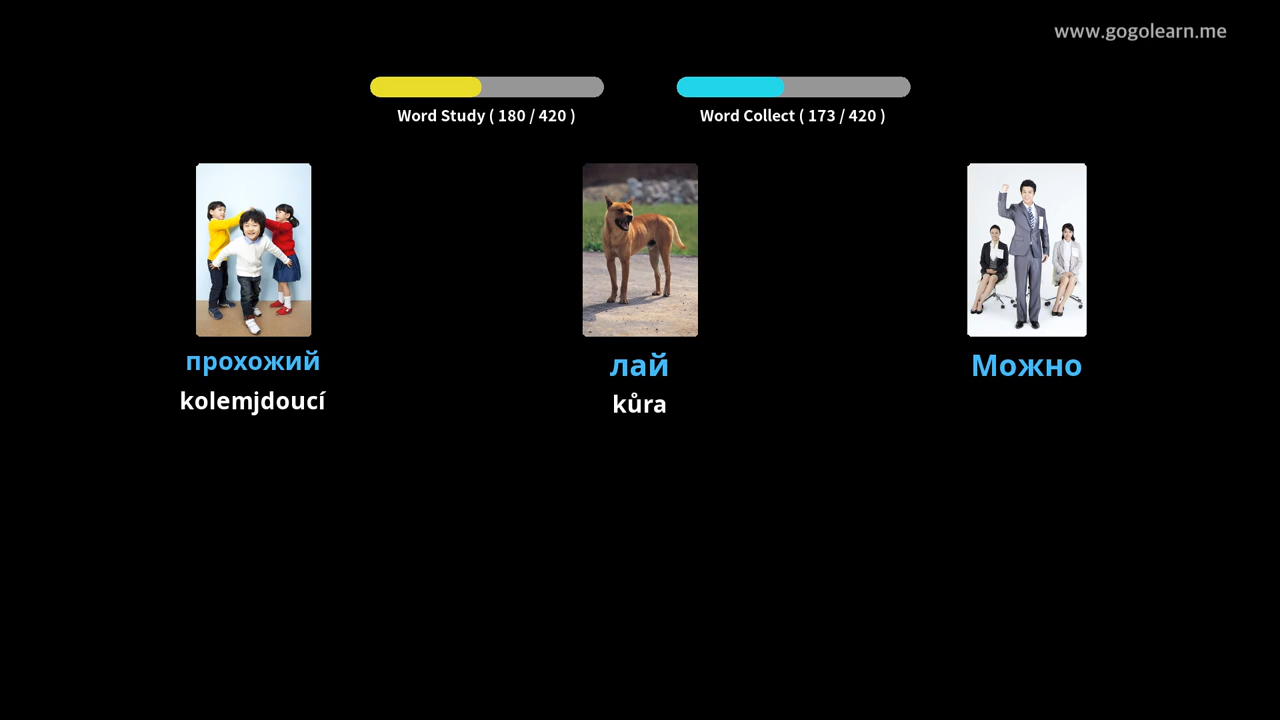 www.gogolearn.me
Word Study ( 180 / 420 )
Word Collect ( 173 / 420 )
прохожий
kolemjdoucí
лай
kůra
Можно